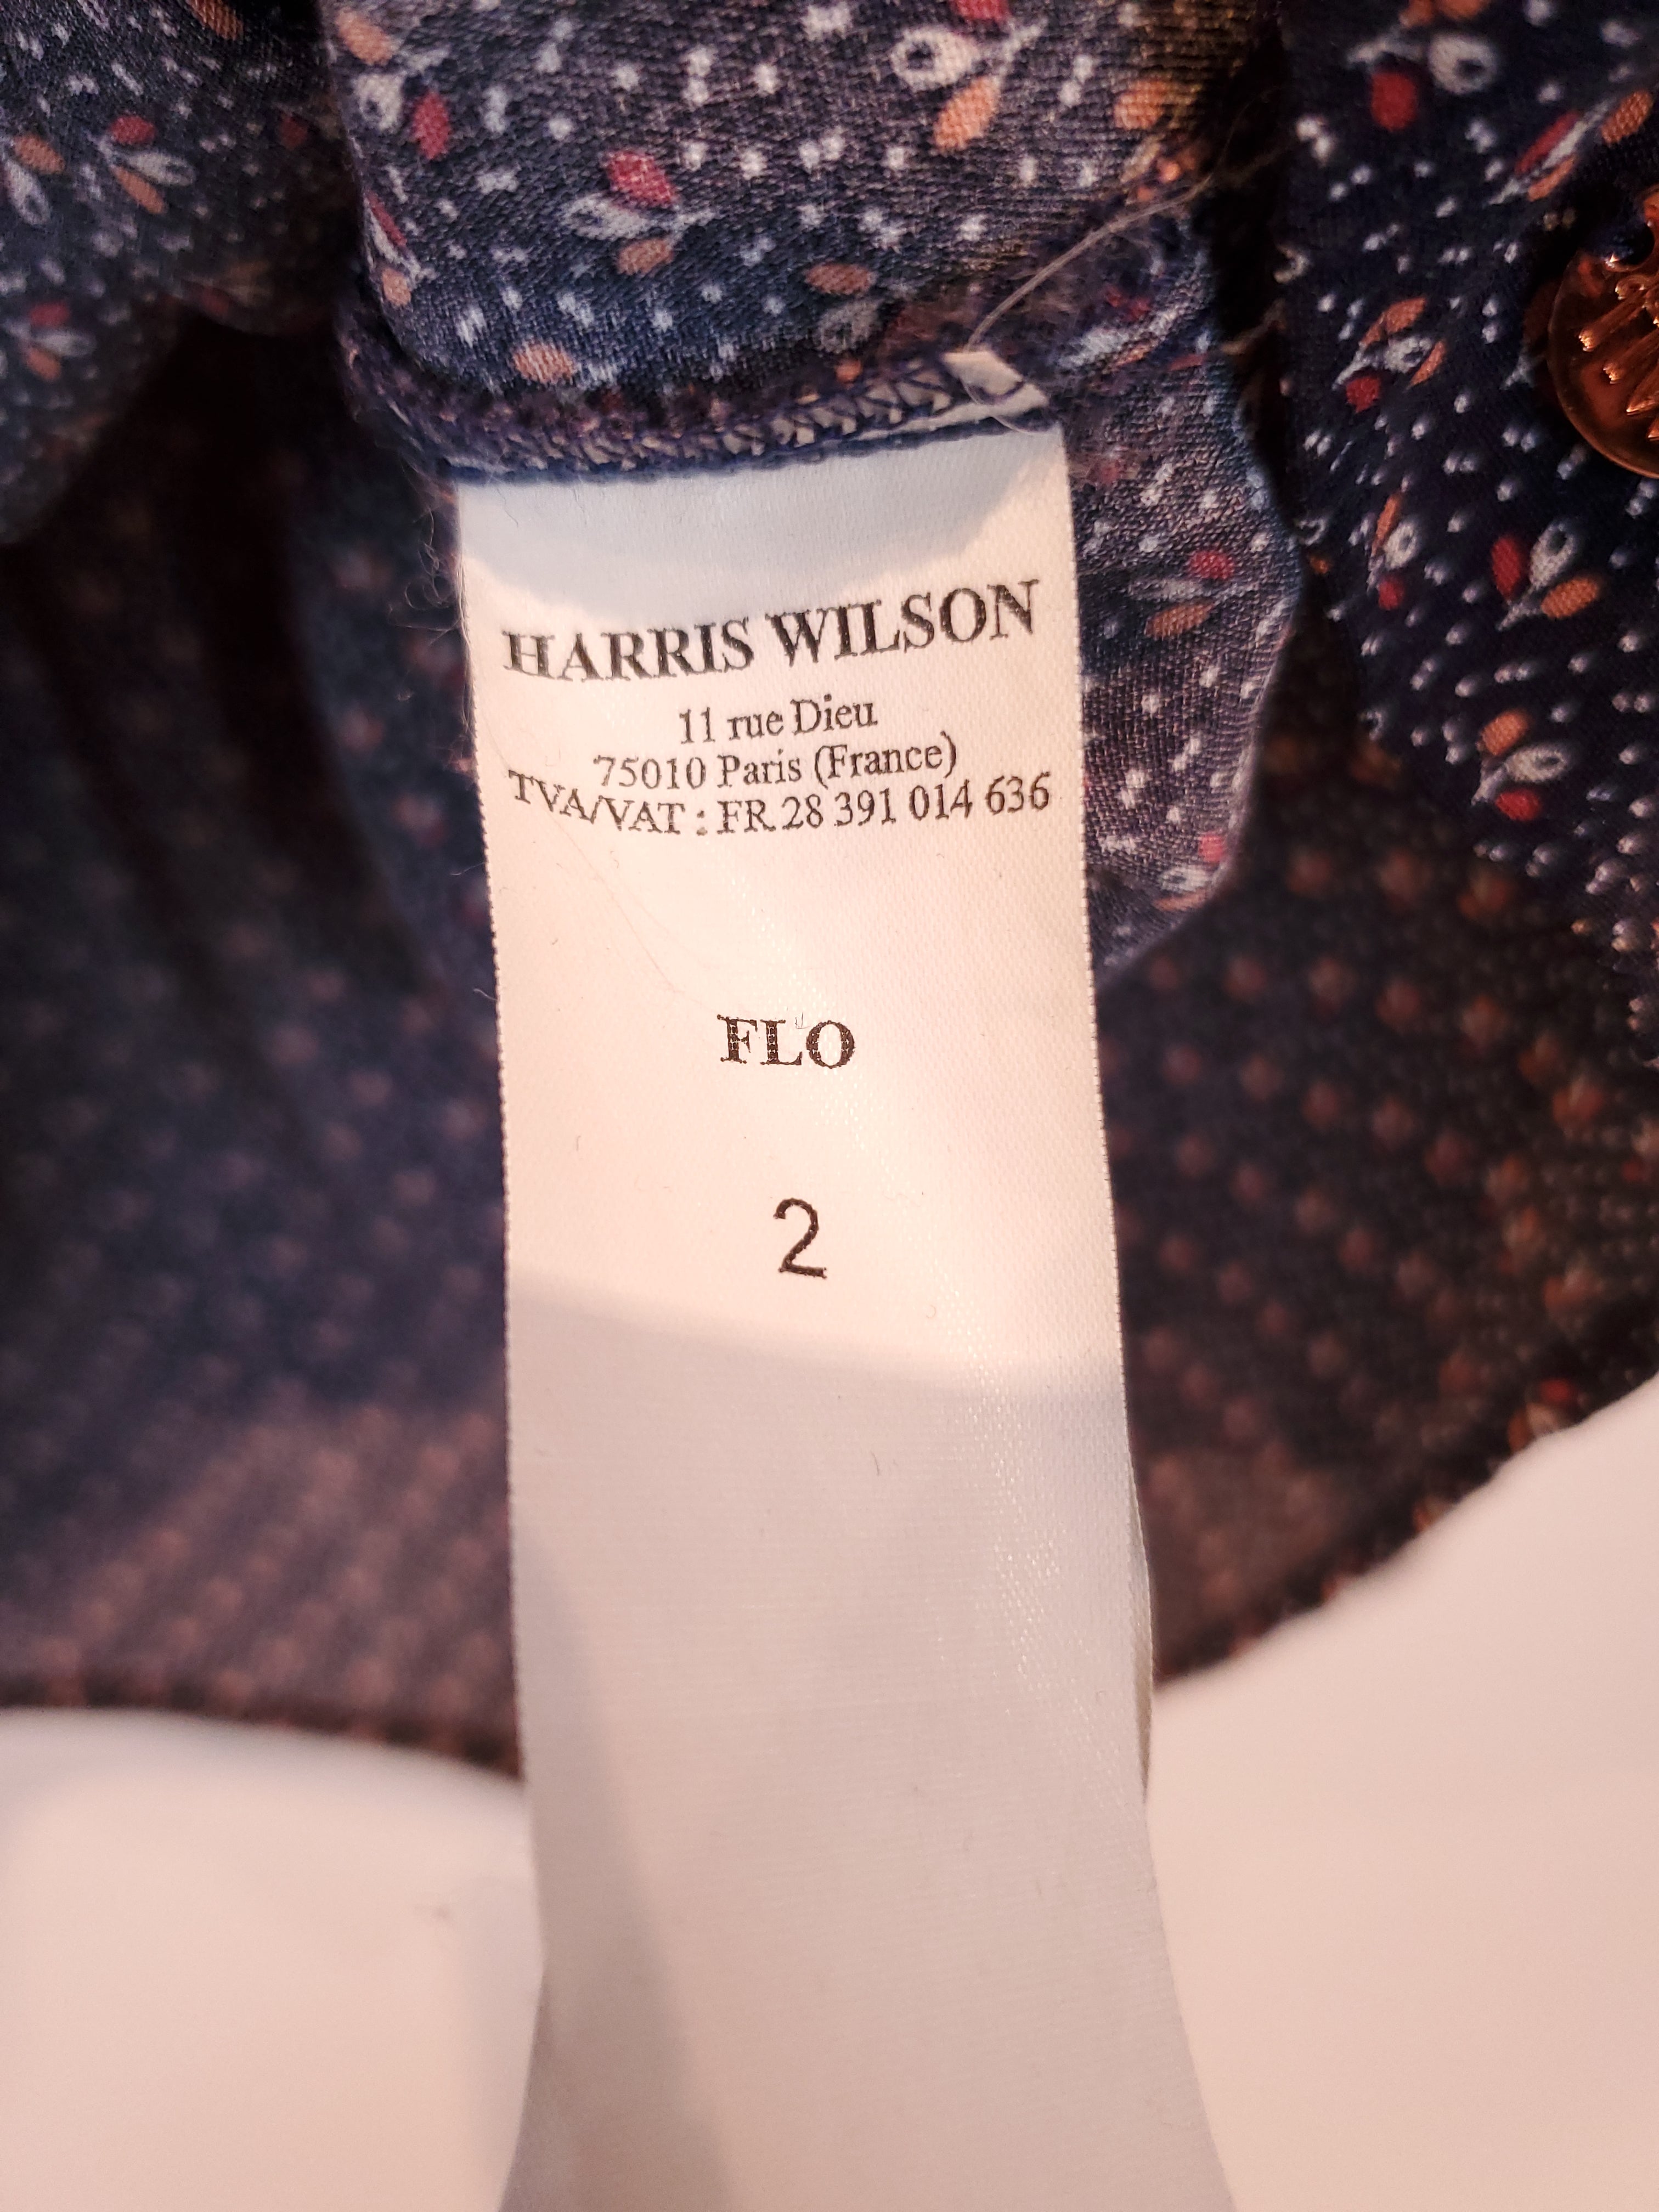 HARRIS WILSON
11 rue Dieu
75010 Paris (France)
TVA/VAT : FR 28 391 014 636
FLO
2